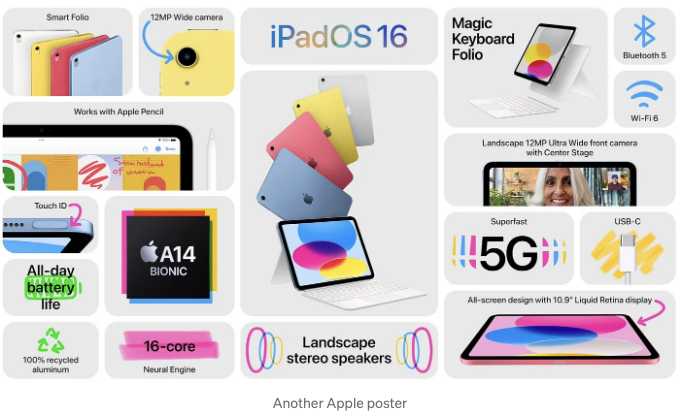 Smart Folio
12MP Wide camera
iPadOS 16
Magic
Keyboard
Folio
Bluetooth 5
Wi-Fi 6
Works with Apple Pencil
Landscape 12MP Ultra Wide front camera
with Center Stage
Touch ID
A14
BIONIC
Superfast
5G
USB-C
All-day
battery
life
All-screen design with 10.9" Liquid Retina display
100% recycled
aluminum
16-core
Neural Engine
Landscape
stereo speakers
Another Apple poster